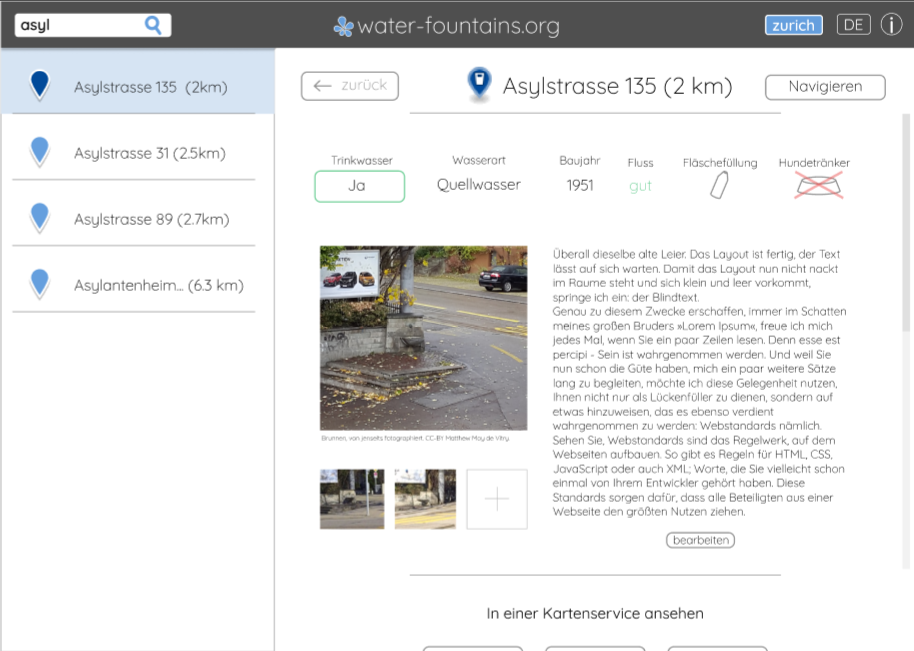 asyl
water-fountains.org
zurich
DE
i
Asylstrasse 135 (2km)
Asylstrasse 31 (2.5km)
Asylstrasse 89 (2.7km)
Asylantenheim... (6.3 km)
← zurück
Asylstrasse 135 (2 km)
Navigieren
Trinkwasser
Ja
Wasserart
Quellwasser
Baujahr
1951
Fluss
gut
Fläschefüllung
Hundetränker
Brunnen, von jenseits fotographiert. CC-BY Matthew Moy de Vitry
Überall dieselbe alte Leier. Das Layout ist fertig, der Text
lässt auf sich warten. Damit das Layout nun nicht nackt
im Raume steht und sich klein und leer vorkommt,
springe ich ein: der Blindtext.
Genau zu diesem Zwecke erschaffen, immer im Schatten
meines großen Bruders »Lorem Ipsum«, freue ich mich
jedes Mal, wenn Sie ein paar Zeilen lesen. Denn esse est
percipi - Sein ist wahrgenommen werden. Und weil Sie
nun schon die Güte haben, mich ein paar weitere Sätze
lang zu begleiten, möchte ich diese Gelegenheit nutzen,
Ihnen nicht nur als Lückenfüller zu dienen, sondern auf
etwas hinzuweisen, das es ebenso verdient
wahrgenommen zu werden: Webstandards nämlich.
Sehen Sie, Webstandards sind das Regelwerk, auf dem
Webseiten aufbauen. So gibt es Regeln für HTML, CSS,
JavaScript oder auch XML; Worte, die Sie vielleicht schon
einmal von Ihrem Entwickler gehört haben. Diese
Standards sorgen dafür, dass alle Beteiligten aus einer
Webseite den größten Nutzen ziehen.
bearbeiten
In einer Kartenservice ansehen